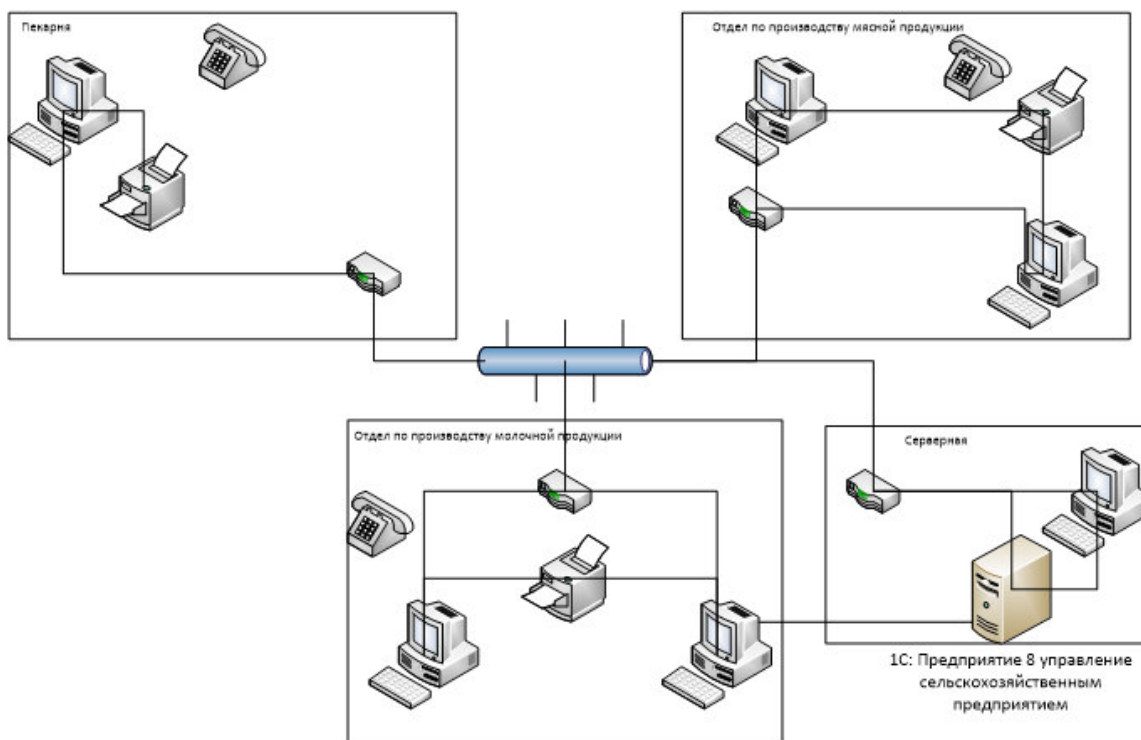 Пекарня
Отдел по производству мясной продукции
Отдел по производству молочной продукции
Серверная
1С: Предприятие 8 управление
сельскохозяйственным
предприятием